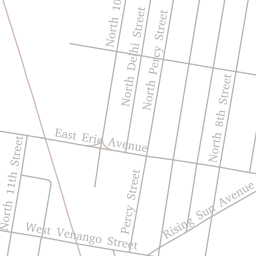 North 10
North Delhi Street
North Percy Street
North 8th Street
East Erie Avenue
North 11th Street
Percy Street
Rising Sun Avenue
West Venango Street